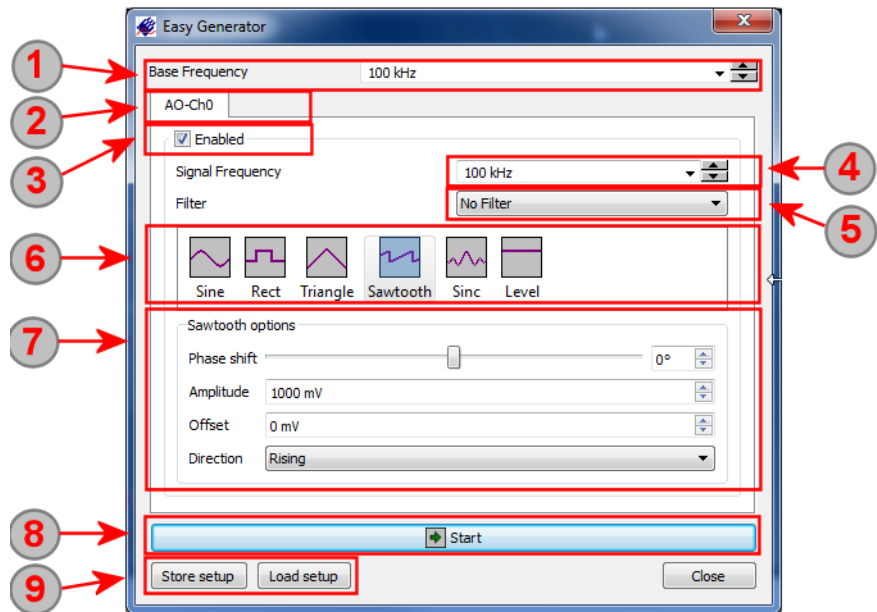 Easy Generator
1
Base Frequency 100 kHz
2
AO-Ch0
3
Enabled
Signal Frequency 100 kHz
4
Filter No Filter
5
6
Sine Rect Triangle Sawtooth Sinc Level
7
Sawtooth options
Phase shift 0°
Amplitude 1000 mV
Offset 0 mV
Direction Rising
8
Start
9
Store setup Load setup Close